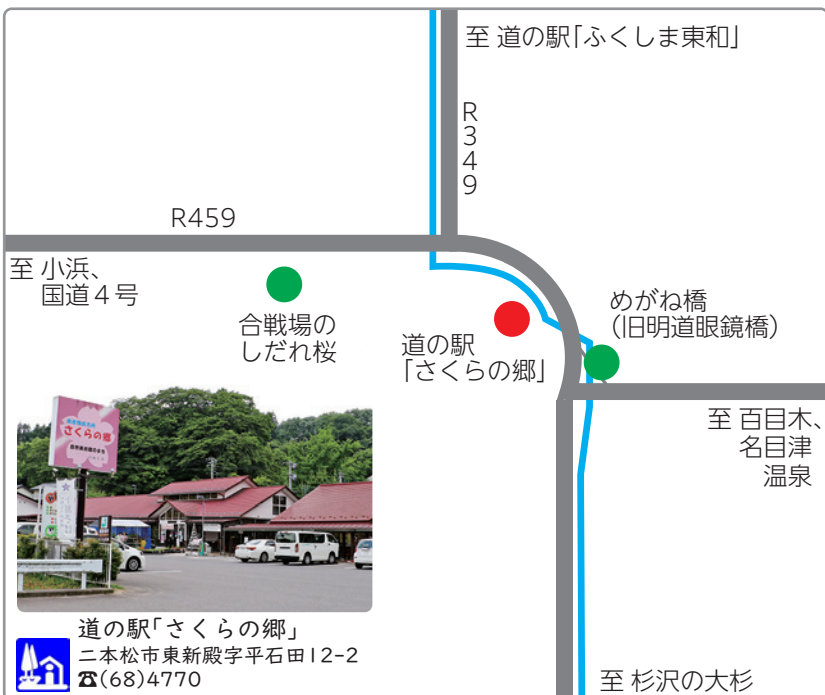 至 道の駅「ふくしま東和」
R349
R459
至 小浜、
国道4号
合戦場の
しだれ桜
道の駅
「さくらの郷」
めがね橋
（旧明道眼鏡橋）
至 百目木、
名目津
温泉
さくらの郷
道の駅「さくらの郷」
二本松市東新殿字平石田12-2
☎(68)4770
至 杉沢の大杉